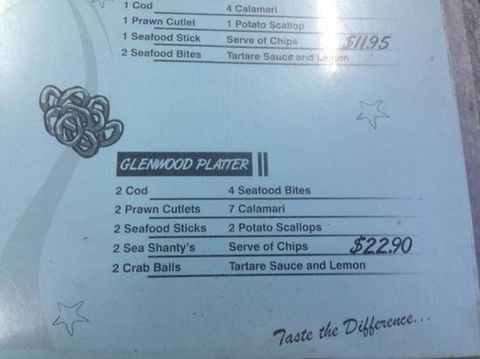 1 Cod 4 Calamari
1 Prawn Cutlet 1 Potato Scallop
1 Seafood Stick Serve of Chips $11.95
2 Seafood Bites Tartare Sauce and Lemon
GLENWOOD PLATTER
2 Cod 4 Seafood Bites
2 Prawn Cutlets 7 Calamari
2 Seafood Sticks 2 Potato Scallops
2 Sea Shanty's Serve of Chips $22.90
2 Crab Balls Tartare Sauce and Lemon
Taste the Difference...